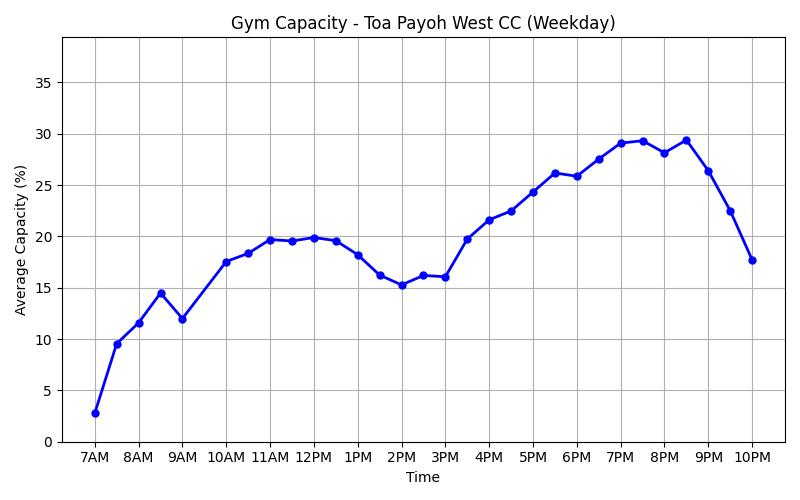 Gym Capacity - Toa Payoh West CC (Weekday)
Average Capacity (%)
35
30
25
20
15
10
5
0
7AM 8AM 9AM 10AM 11AM 12PM 1PM 2PM 3PM 4PM 5PM 6PM 7PM 8PM 9PM 10PM
Time